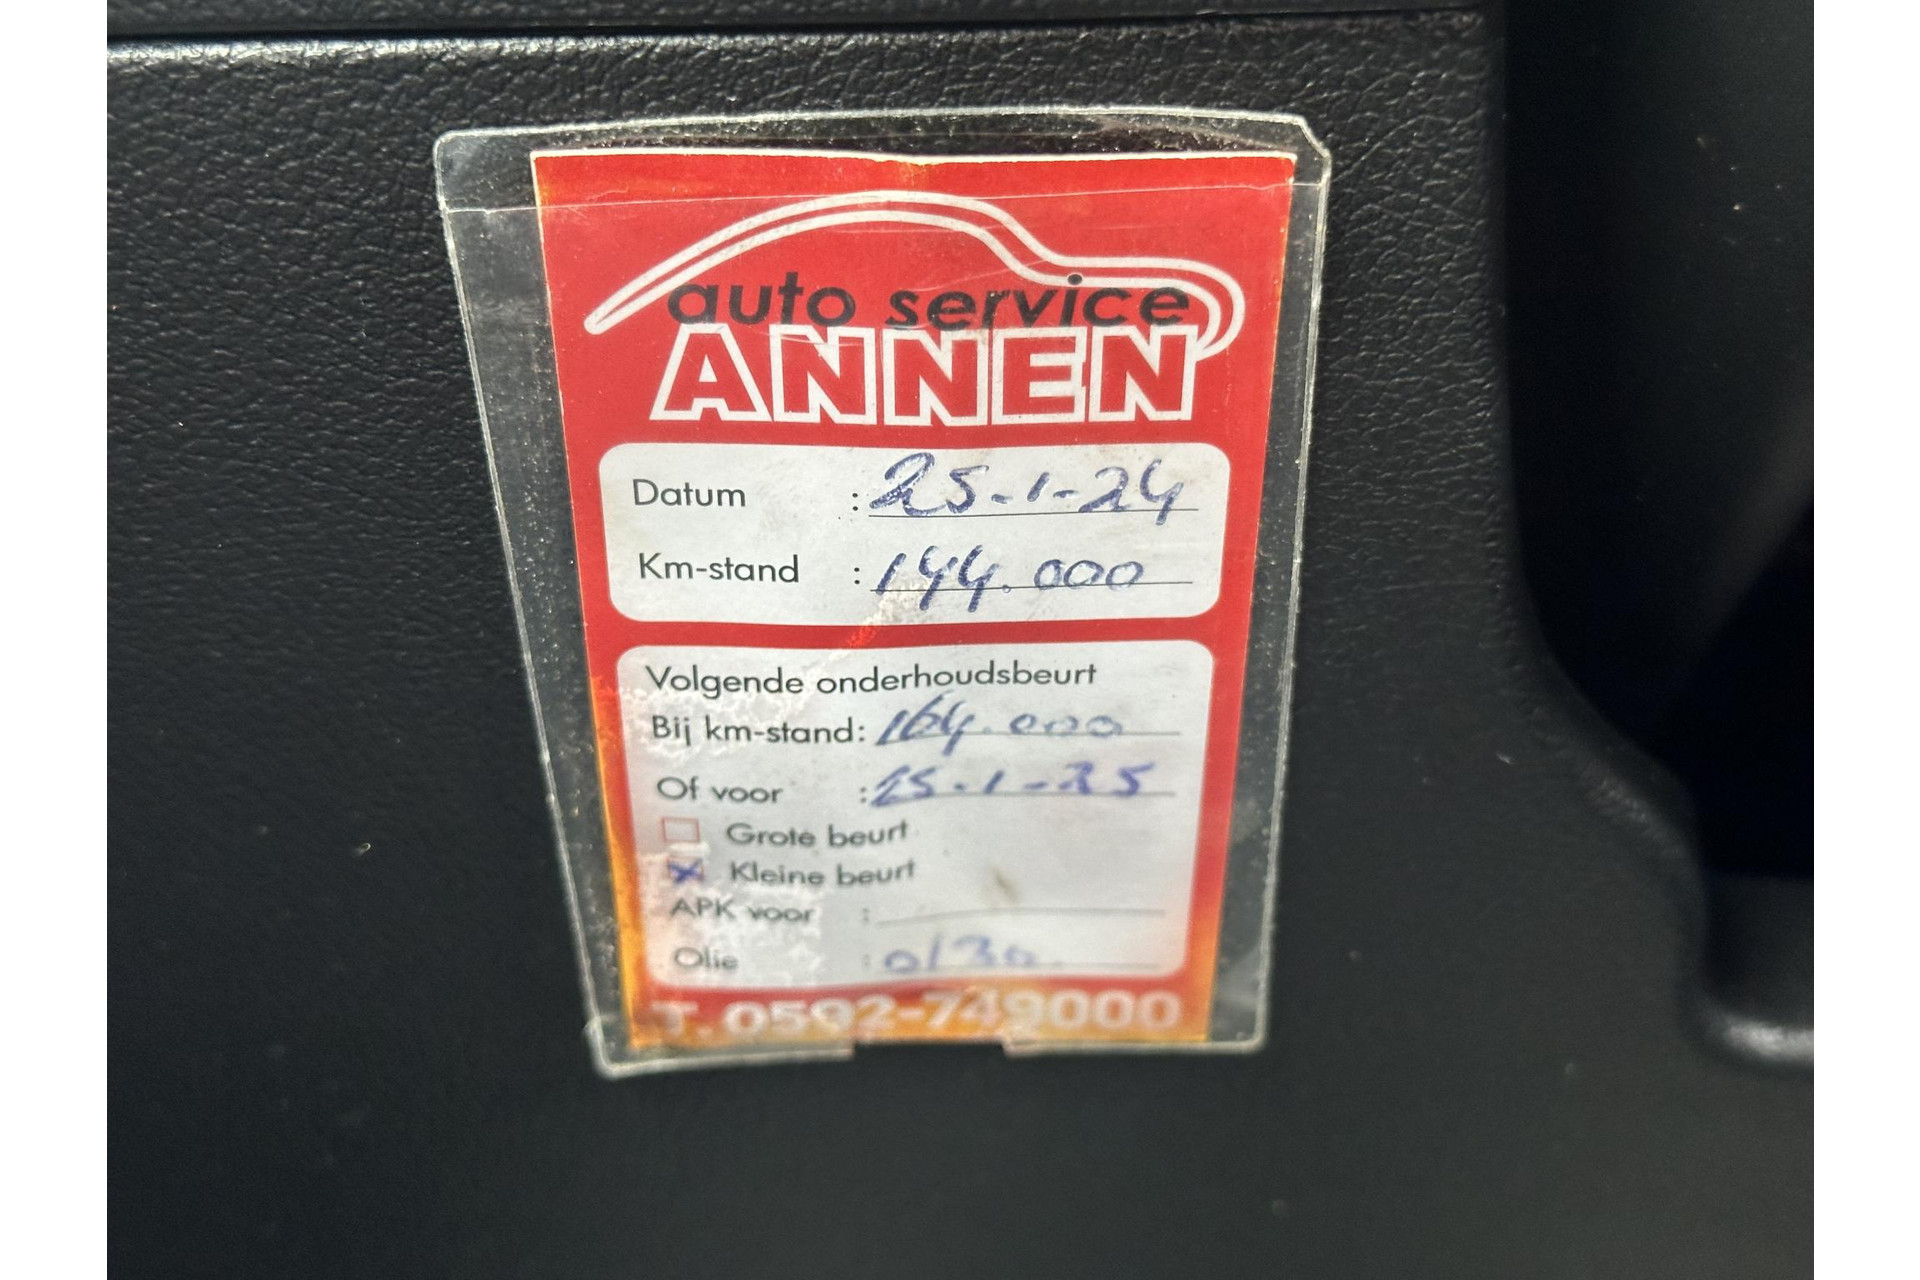 auto service
ANNEN
Datum : 25-1-24
Km-stand : 144.000
Volgende onderhoudsbeurt
Bij km-stand: 164.000
Of voor : 25-1-25
Grote beurt
Kleine beurt
APK voor :
Olie : 0/30
T. 0592-749000